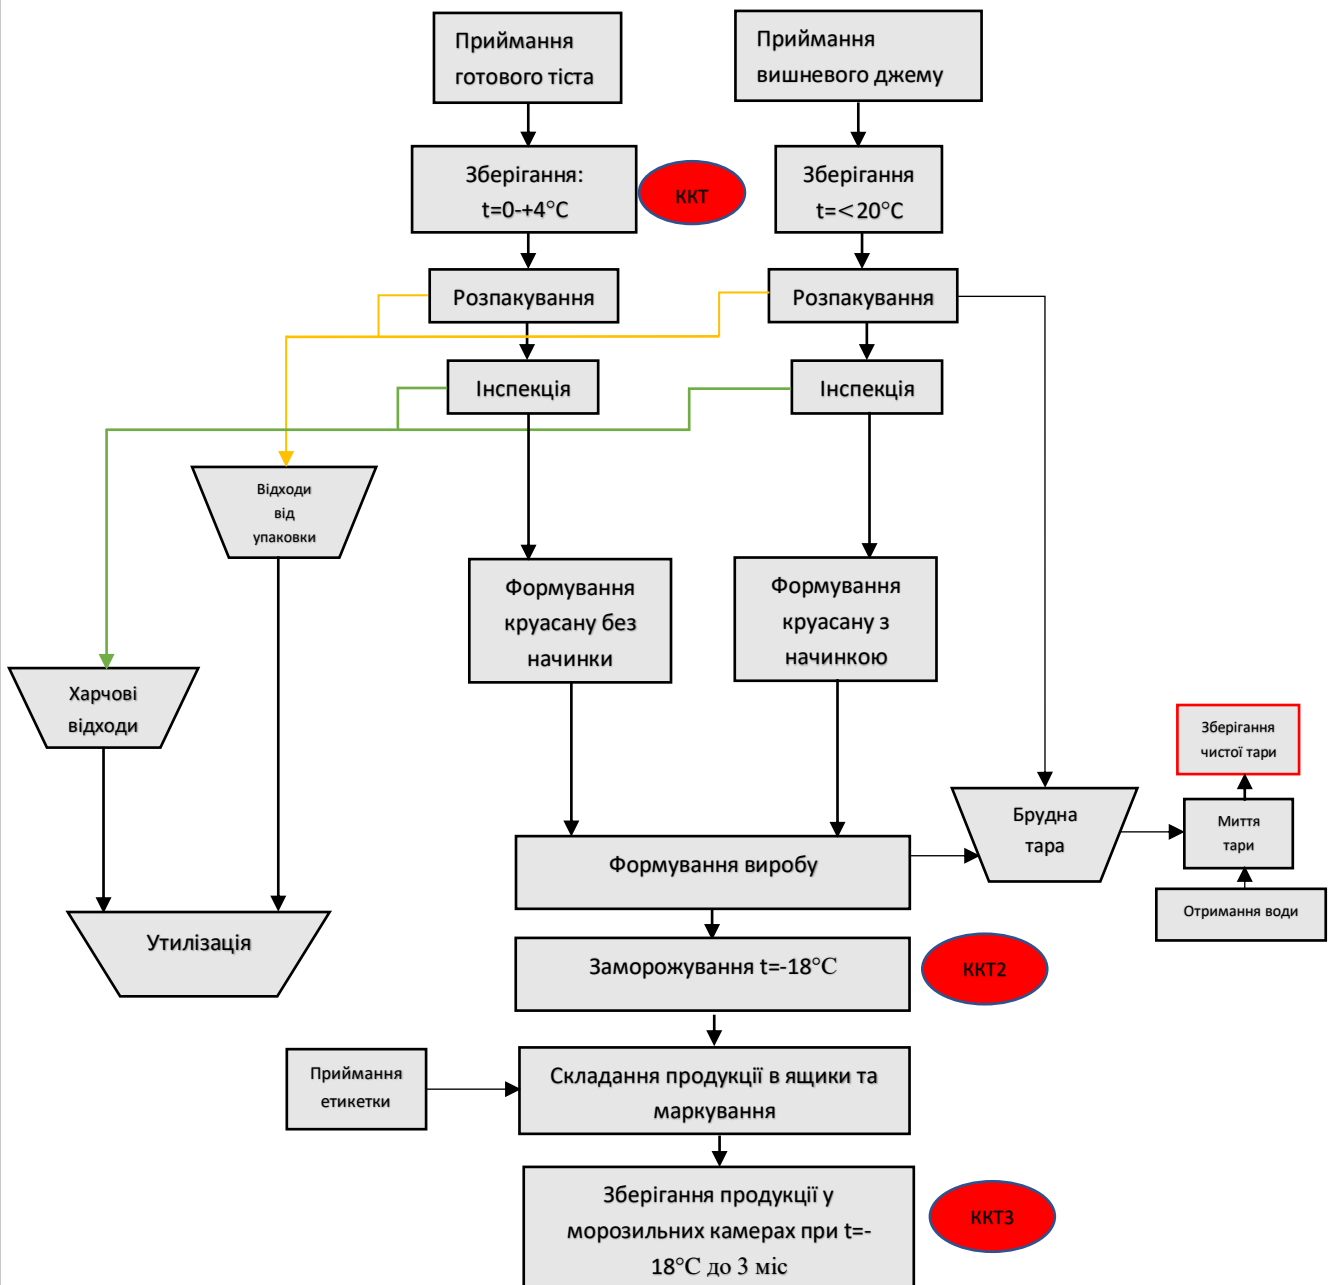 Приймання
готового тіста
Приймання
вишневого джему
Зберігання:
t=0-+4°C
ККТ
Зберігання
t=<20°C
Розпакування
Розпакування
Інспекція
Інспекція
Відходи
від
упаковки
Формування
круасану без
начинки
Формування
круасану з
начинкою
Харчові
відходи
Зберігання
чистої тари
Брудна
тара
Миття
тари
Формування виробу
Отримання води
Утилізація
Заморожування t=-18°C
ККТ2
Приймання
етикетки
Складання продукції в ящики та
маркування
Зберігання продукції у
морозильних камерах при t=-
18°C до 3 міс
ККТ3